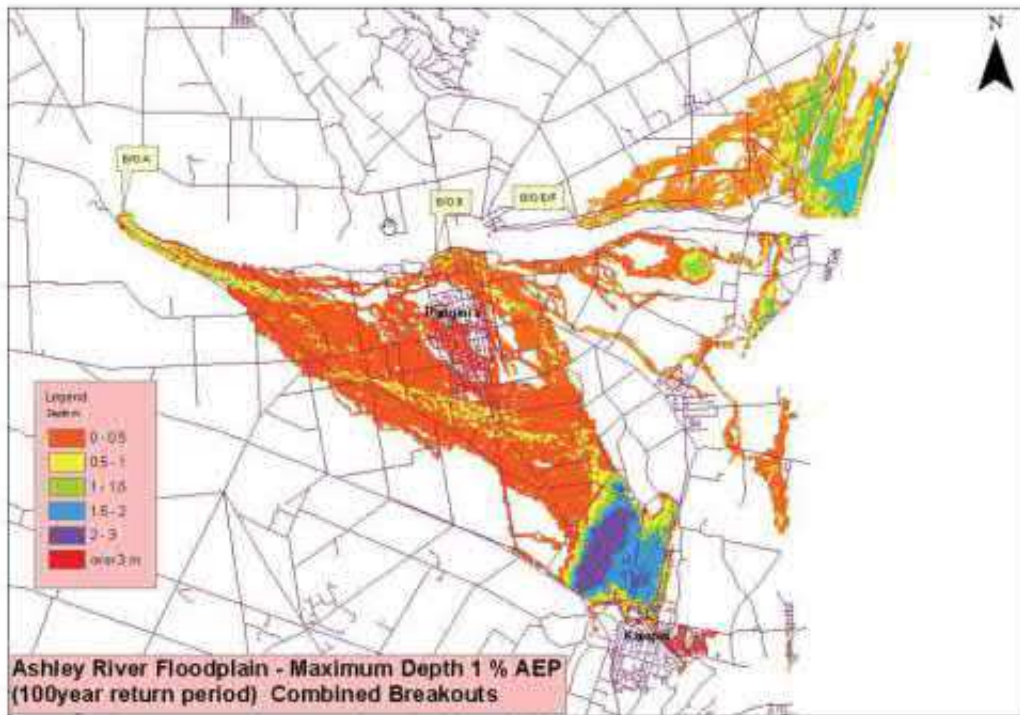 N
B/O A
B/O B
B/O E/F
Legend
Depth m
0 - 0.5
0.5 - 1
1 - 1.5
1.5 - 2
2 - 3
over 3 m
Ashley River Floodplain - Maximum Depth 1 % AEP
(100year return period) Combined Breakouts